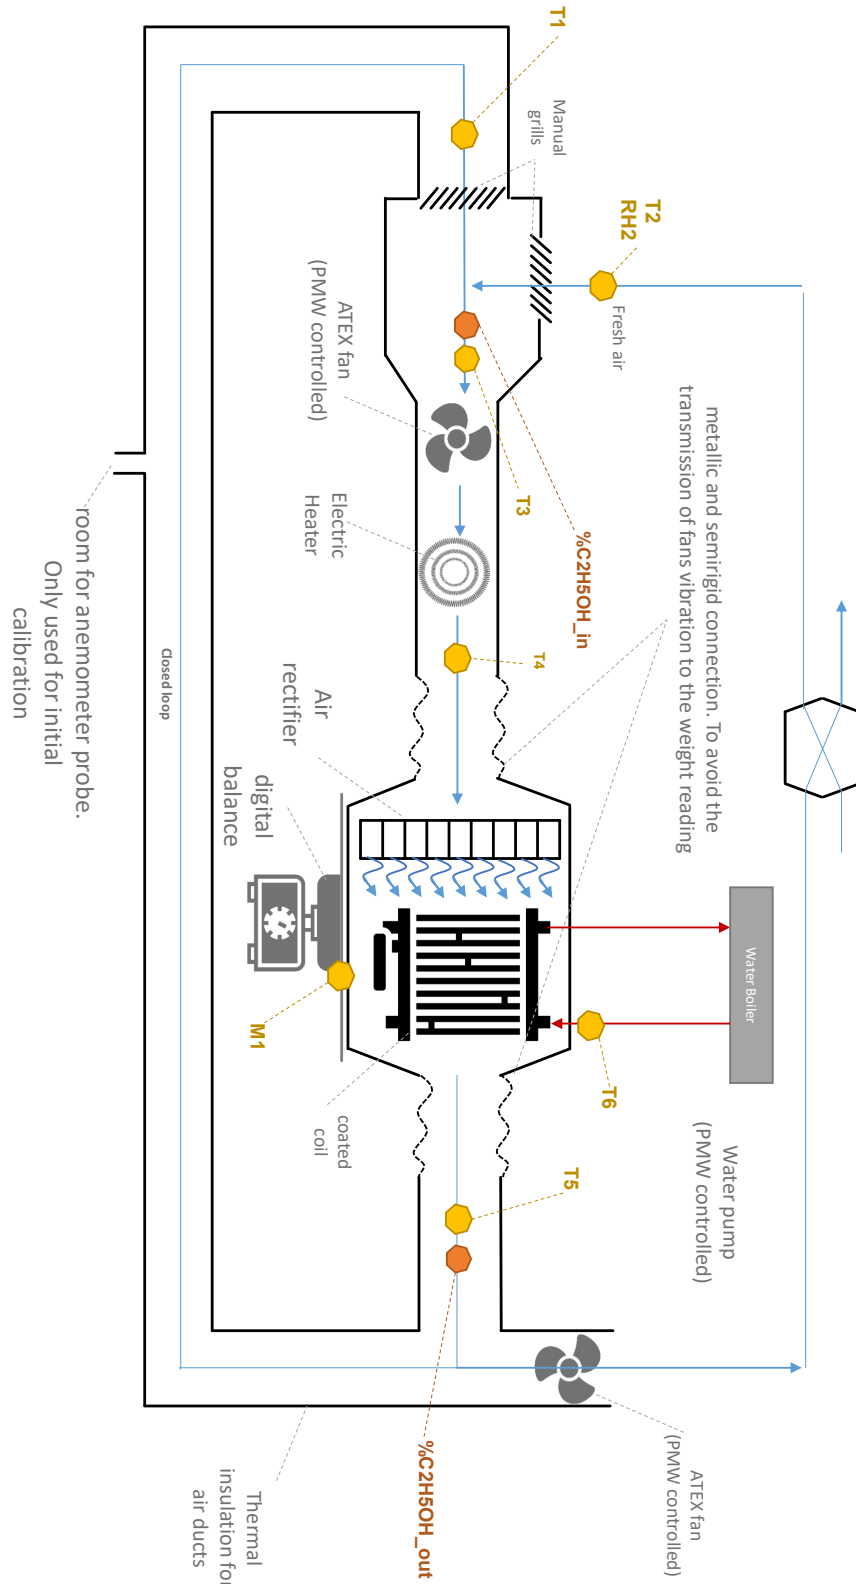 T1
Manual
grills
T2
RH2
Fresh air
ATEX fan
(PMW controlled)
metallic and semirigid connection. To avoid the
transmission of fans vibration to the weight reading
T3
Electric
Heater
%C2H5OH_in
T4
room for anemometer probe.
Only used for initial
calibration
Closed loop
Air
rectifier
digital
balance
Water Boiler
M1
T6
coated
coil
Water pump
(PMW controlled)
T5
%C2H5OH_out
ATEX fan
(PMW controlled)
Thermal
insulation for
air ducts